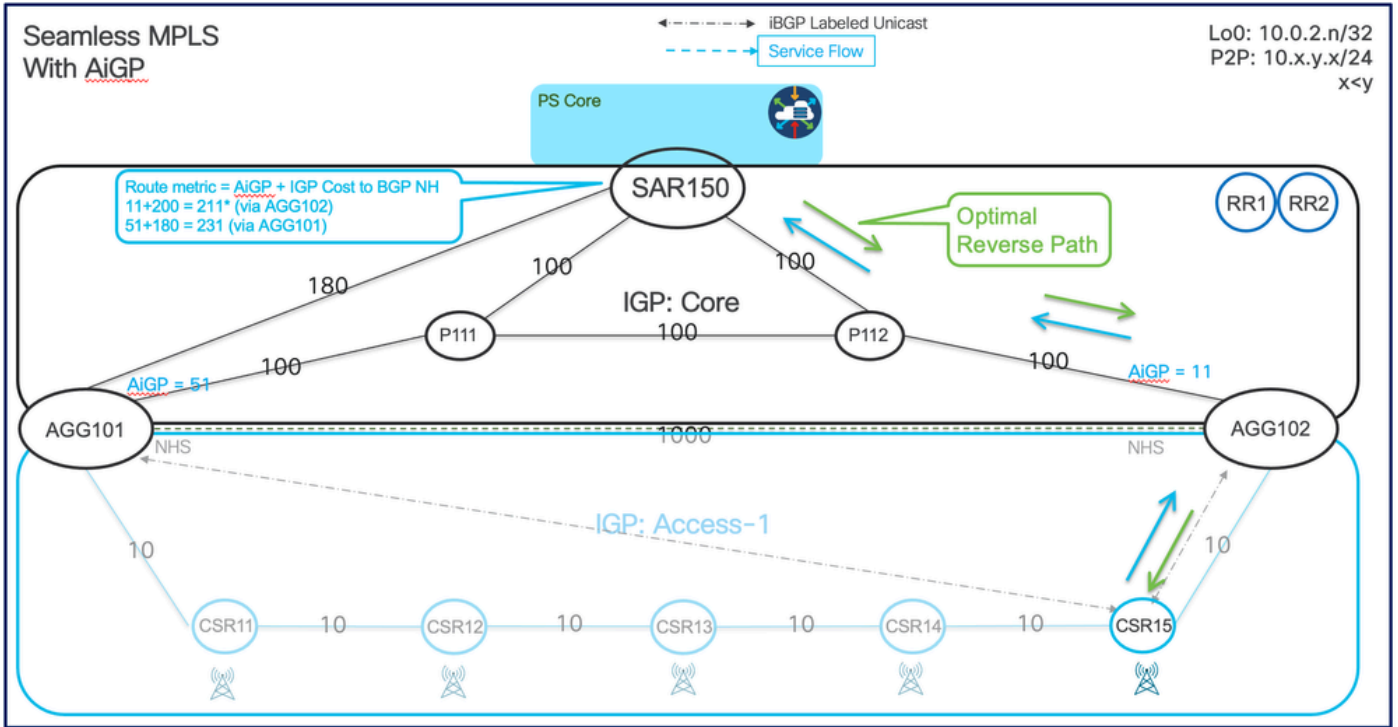 Seamless MPLS
With AiGP
iBGP Labeled Unicast
Service Flow
Lo0: 10.0.2.n/32
P2P: 10.x.y.x/24
x<y
PS Core
Route metric = AiGP + IGP Cost to BGP NH
11+200 = 211* (via AGG102)
51+180 = 231 (via AGG101)
SAR150
RR1
RR2
Optimal
Reverse Path
180
100
100
IGP: Core
P111
100
P112
100
100
AiGP = 51
AiGP = 11
AGG101
1000
AGG102
NHS
NHS
IGP: Access-1
10
10
CSR11
10
CSR12
10
CSR13
10
CSR14
10
CSR15